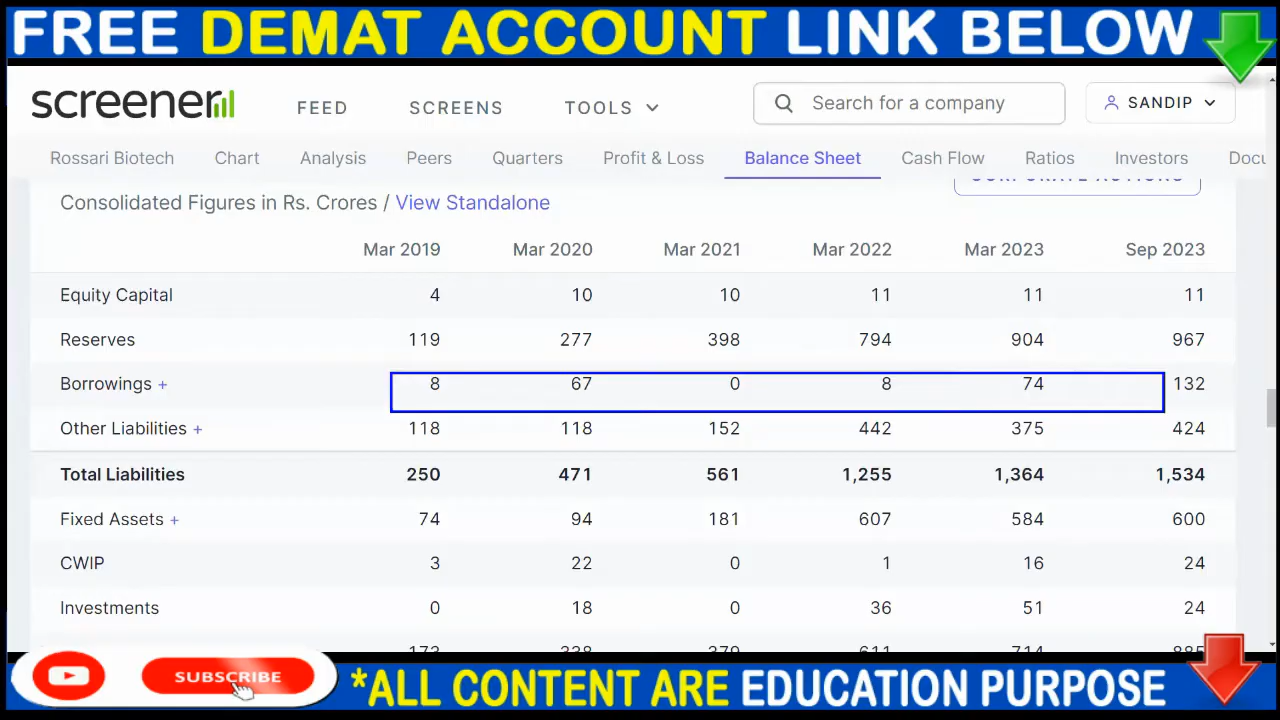 FREE DEMAT ACCOUNT LINK BELOW
screener
FEED SCREENS TOOLS Search for a company SANDIP
Rossari Biotech Chart Analysis Peers Quarters Profit & Loss Balance Sheet Cash Flow Ratios Investors Docu
CORPORATE ACTIONS
Consolidated Figures in Rs. Crores / View Standalone
Mar 2019 Mar 2020 Mar 2021 Mar 2022 Mar 2023 Sep 2023
Equity Capital 4 10 10 11 11 11
Reserves 119 277 398 794 904 967
Borrowings + 8 67 0 8 74 132
Other Liabilities + 118 118 152 442 375 424
Total Liabilities 250 471 561 1,255 1,364 1,534
Fixed Assets + 74 94 181 607 584 600
CWIP 3 22 0 1 16 24
Investments 0 18 0 36 51 24
SUBSCRIBE
*ALL CONTENT ARE EDUCATION PURPOSE